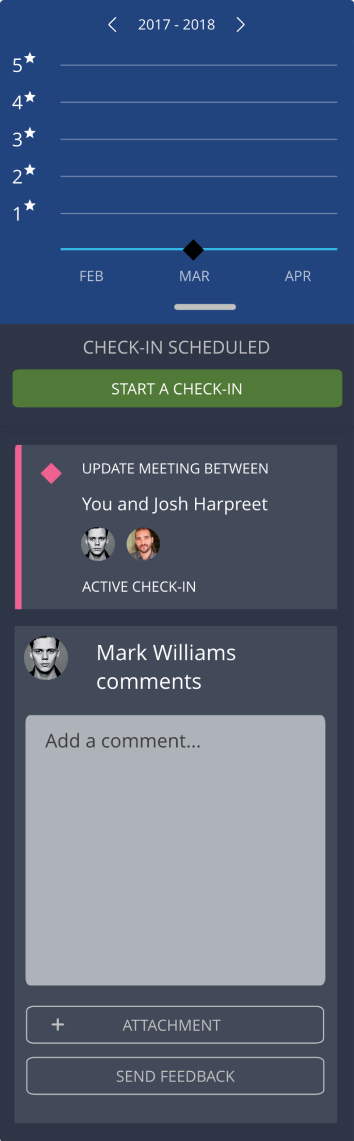 2017 - 2018
5
4
3
2
1
FEB MAR APR
CHECK-IN SCHEDULED
START A CHECK-IN
UPDATE MEETING BETWEEN
You and Josh Harpreet
ACTIVE CHECK-IN
Mark Williams
comments
Add a comment...
+ ATTACHMENT
SEND FEEDBACK